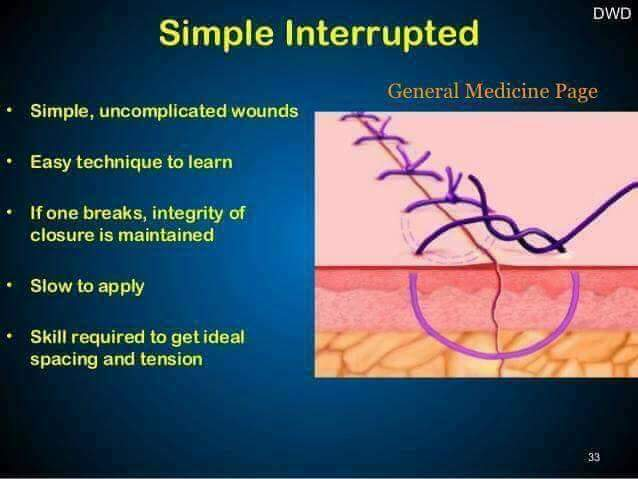 DWD
Simple Interrupted
General Medicine Page
• Simple, uncomplicated wounds
• Easy technique to learn
• If one breaks, integrity of
closure is maintained
• Slow to apply
• Skill required to get ideal
spacing and tension
33